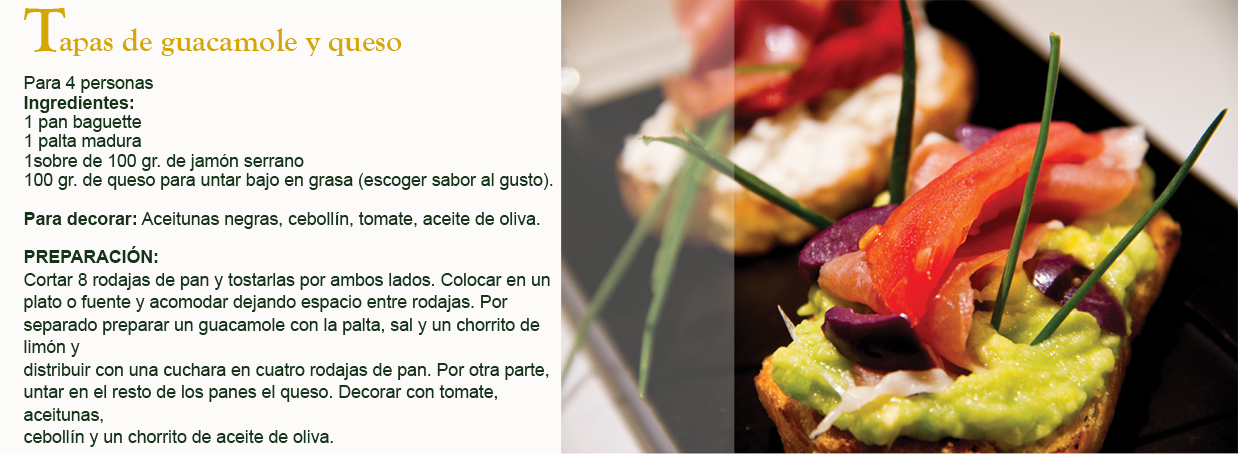 Tapas de guacamole y queso
Para 4 personas
Ingredientes:
1 pan baguette
1 palta madura
1sobre de 100 gr. de jamón serrano
100 gr. de queso para untar bajo en grasa (escoger sabor al gusto).
Para decorar: Aceitunas negras, cebollín, tomate, aceite de oliva.
PREPARACIÓN:
Cortar 8 rodajas de pan y tostarlas por ambos lados. Colocar en un
plato o fuente y acomodar dejando espacio entre rodajas. Por
separado preparar un guacamole con la palta, sal y un chorrito de
limón y
distribuir con una cuchara en cuatro rodajas de pan. Por otra parte,
untar en el resto de los panes el queso. Decorar con tomate,
aceitunas,
cebollín y un chorrito de aceite de oliva.